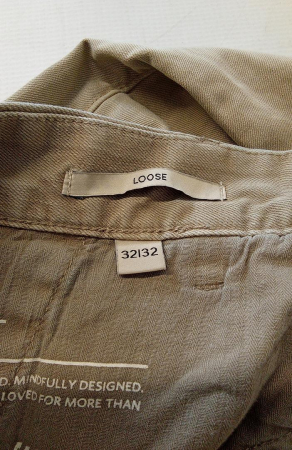 LOOSE
32|32
D. MINDFULLY DESIGNED.
LOVED FOR MORE THAN